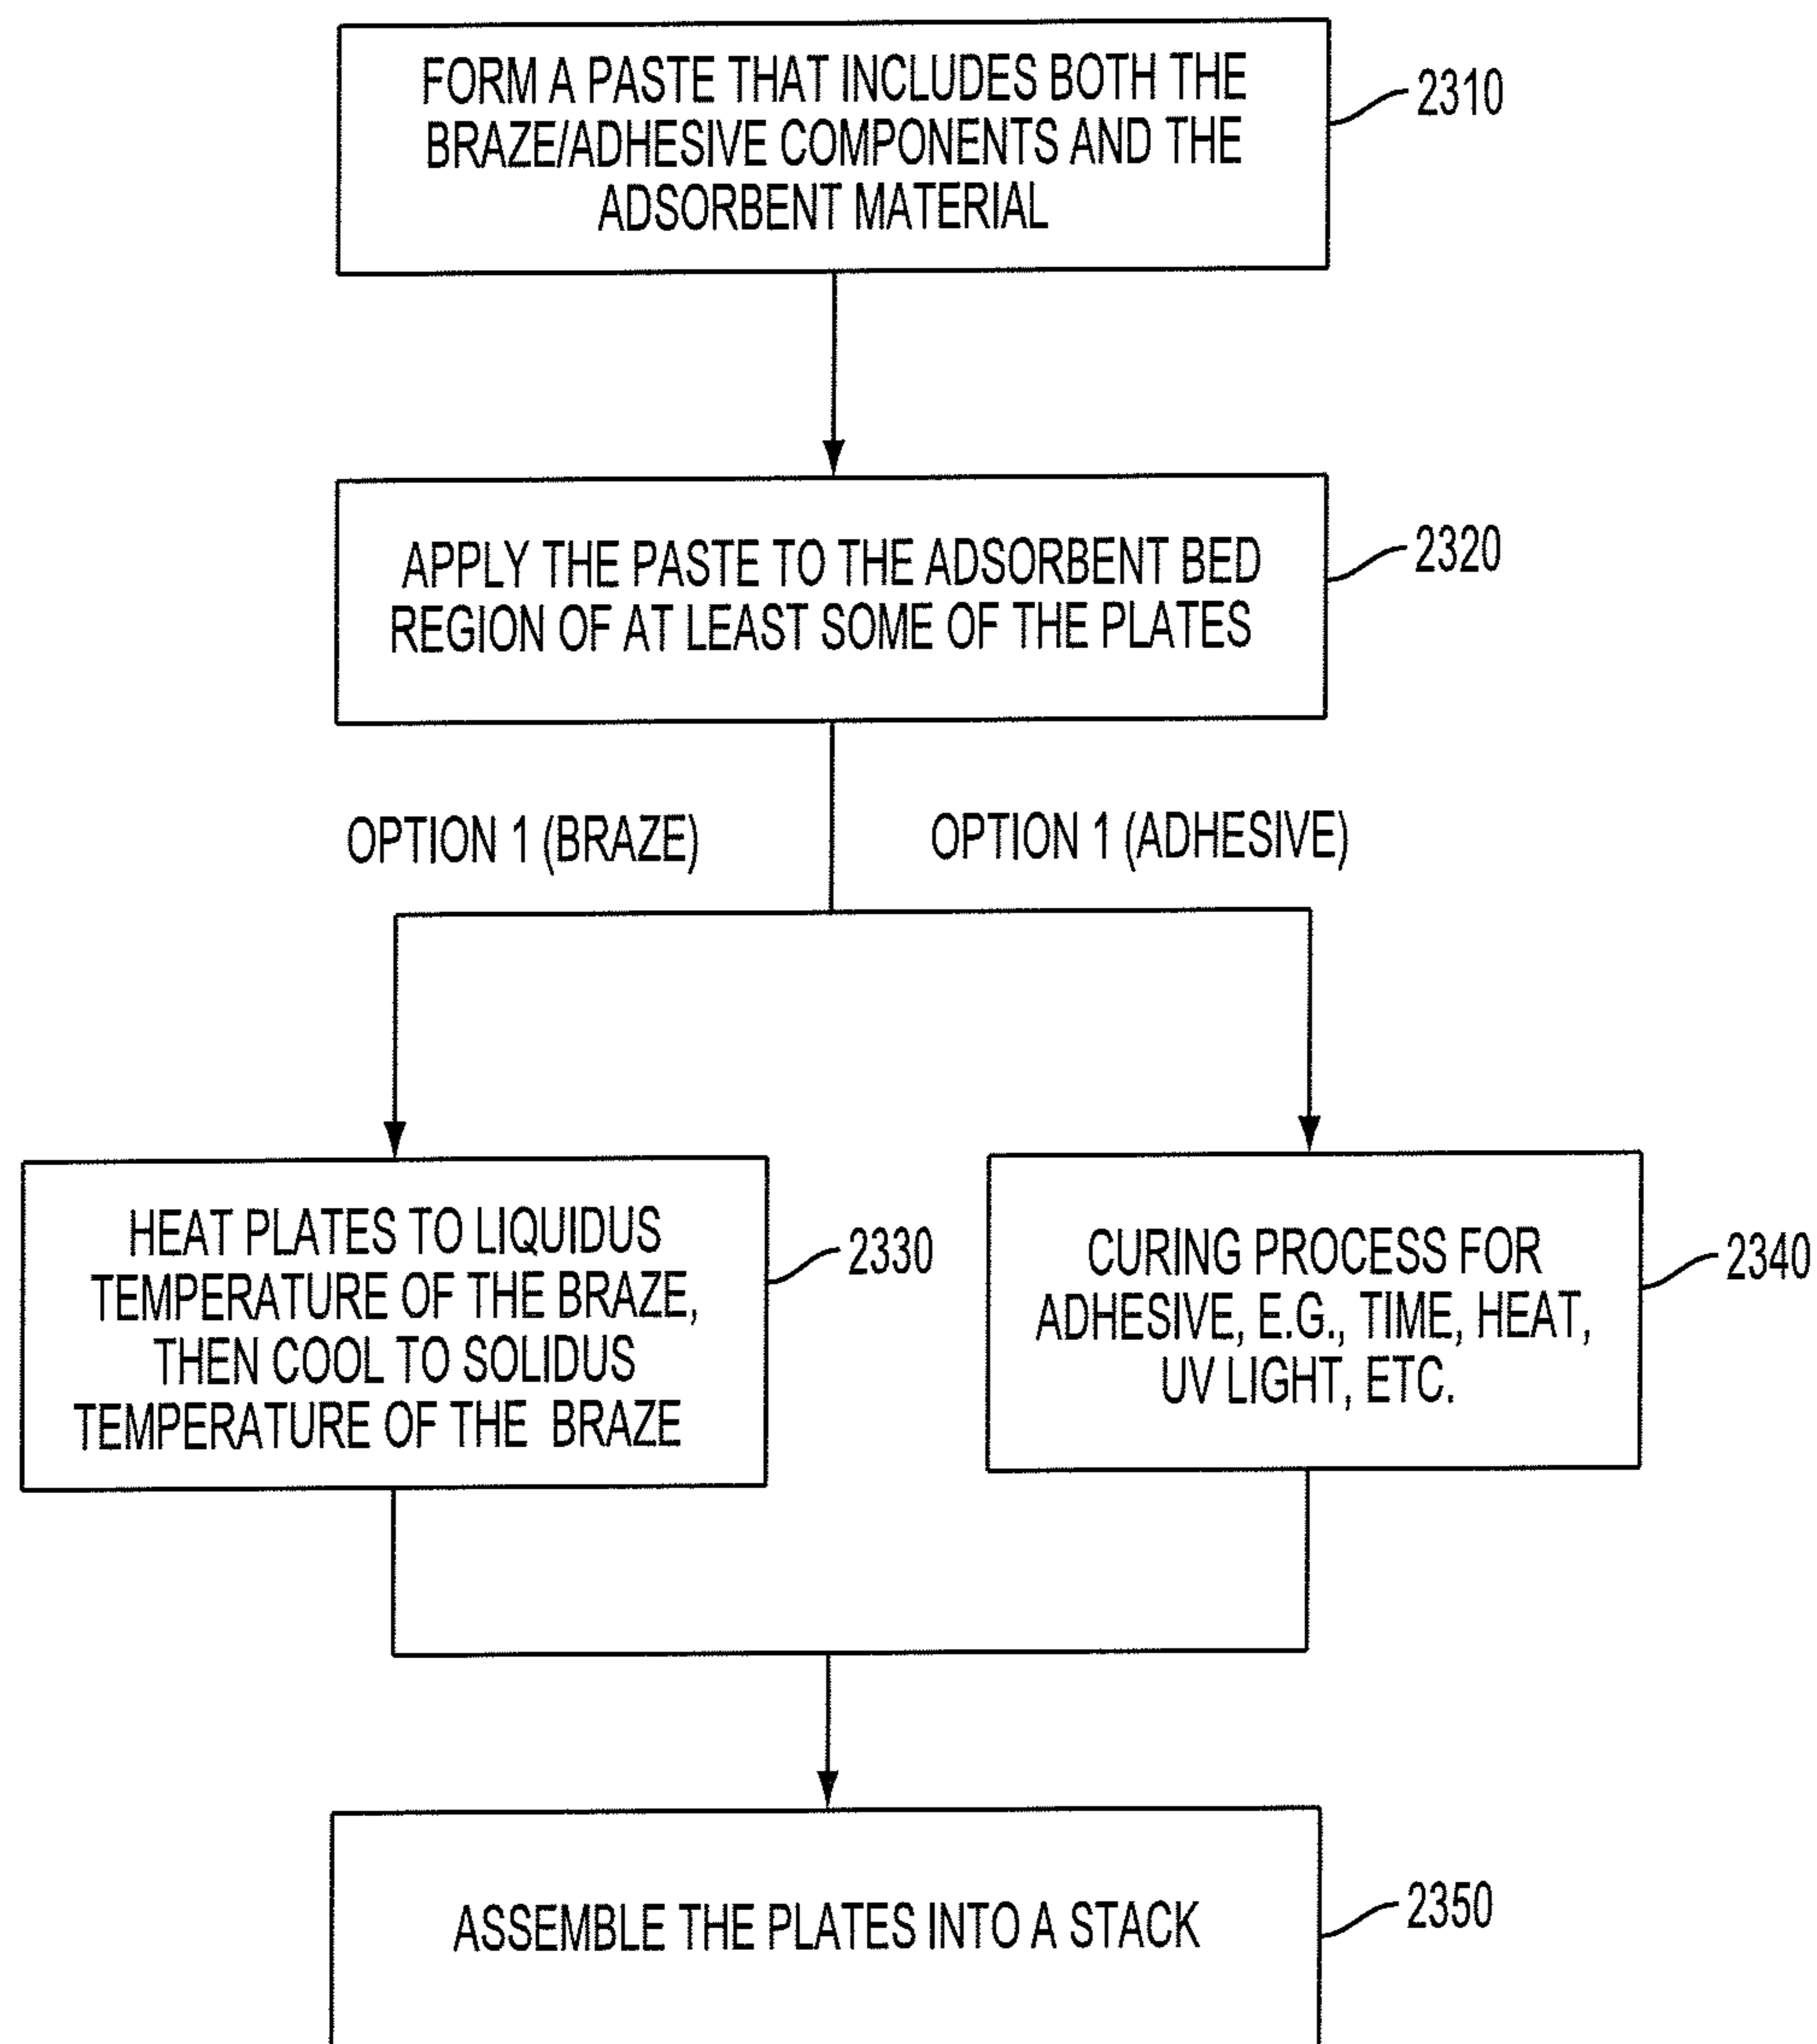 FORM A PASTE THAT INCLUDES BOTH THE
BRAZE/ADHESIVE COMPONENTS AND THE
ADSORBENT MATERIAL
2310
APPLY THE PASTE TO THE ADSORBENT BED
REGION OF AT LEAST SOME OF THE PLATES
2320
OPTION 1 (BRAZE)
OPTION 1 (ADHESIVE)
HEAT PLATES TO LIQUIDUS
TEMPERATURE OF THE BRAZE,
THEN COOL TO SOLIDUS
TEMPERATURE OF THE BRAZE
2330
CURING PROCESS FOR
ADHESIVE, E.G., TIME, HEAT,
UV LIGHT, ETC.
2340
ASSEMBLE THE PLATES INTO A STACK
2350